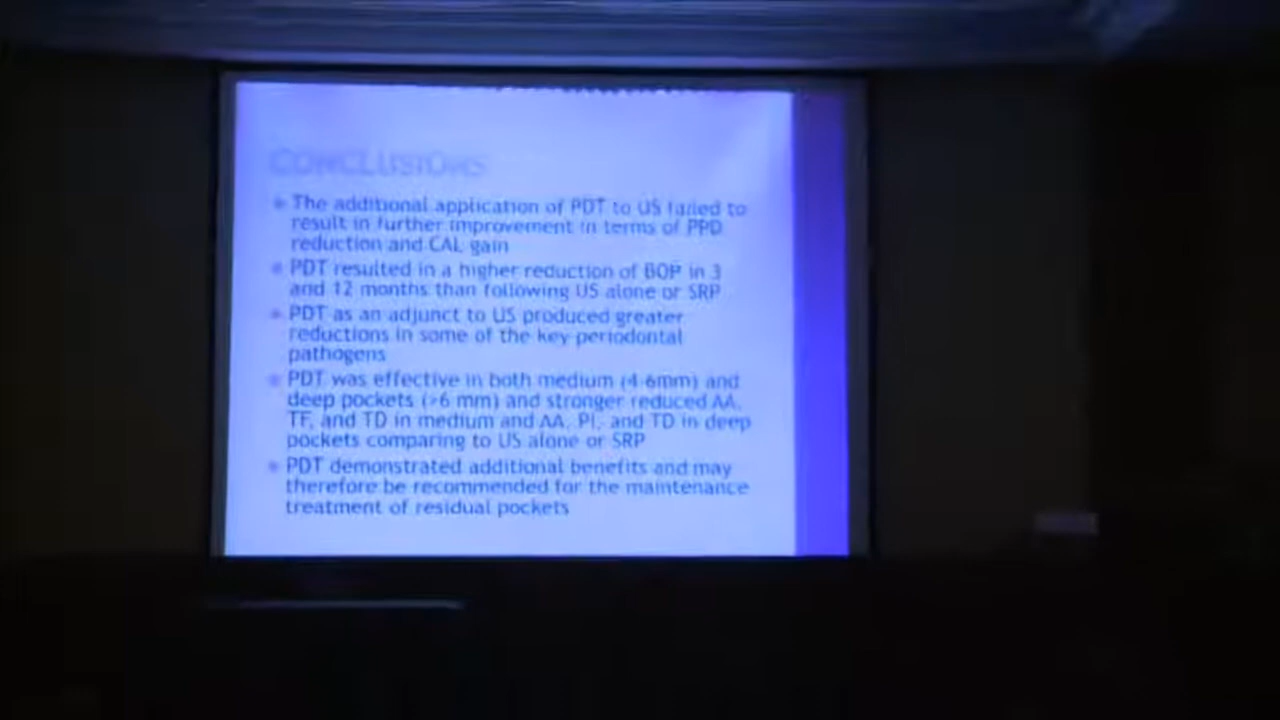 CONCLUSIONS
The additional application of PDT to US failed to
result in further improvement in terms of PPD
reduction and CAL gain
PDT resulted in a higher reduction of BOP in 3
and 12 months than following US alone or SRP
PDT as an adjunct to US produced greater
reductions in some of the key periodontal
pathogens
PDT was effective in both medium (4-6mm) and
deep pockets (>6 mm) and stronger reduced AA,
TF, and TD in medium and AA, PI, and TD in deep
pockets comparing to US alone or SRP
PDT demonstrated additional benefits and may
therefore be recommended for the maintenance
treatment of residual pockets